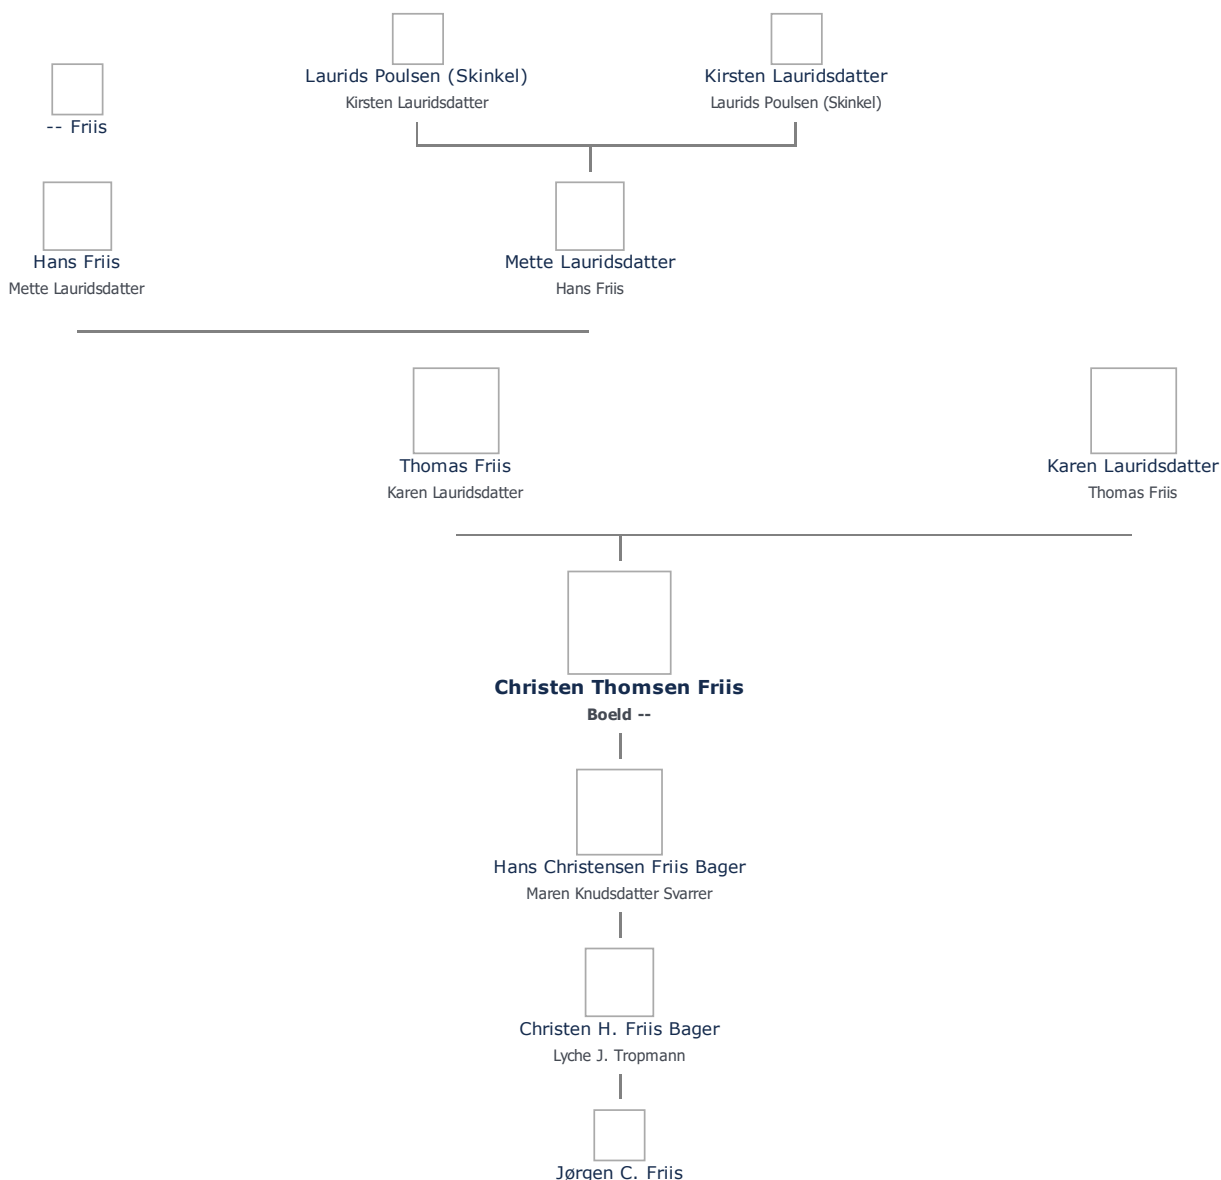 Laurids Poulsen (Skinkel)
Kirsten Lauridsdatter
Kirsten Lauridsdatter
Laurids Poulsen (Skinkel)
-- Friis
Hans Friis
Mette Lauridsdatter
Mette Lauridsdatter
Hans Friis
Thomas Friis
Karen Lauridsdatter
Karen Lauridsdatter
Thomas Friis
Christen Thomsen Friis
Boeld --
Hans Christensen Friis Bager
Maren Knudsdatter Svarrer
Christen H. Friis Bager
Lyche J. Tropmann
Jørgen C. Friis